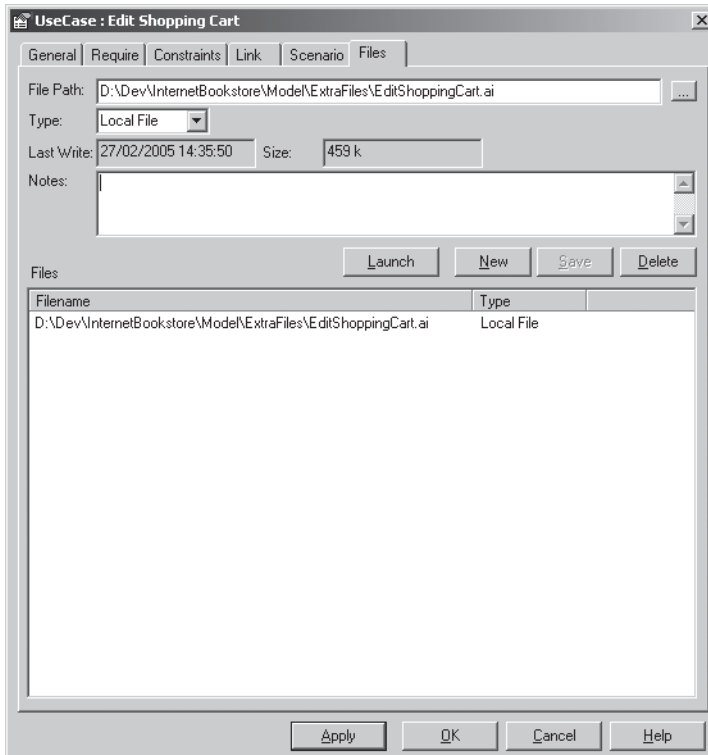 UseCase : Edit Shopping Cart
General Require Constraints Link Scenario Files
File Path: D:\Dev\InternetBookstore\Model\ExtraFiles\EditShoppingCart.ai ...
Type: Local File
Last Write: 27/02/2005 14:35:50 Size: 459 k
Notes:
Launch New Save Delete
Files
Filename Type
D:\Dev\InternetBookstore\Model\ExtraFiles\EditShoppingCart.ai Local File
Apply OK Cancel Help